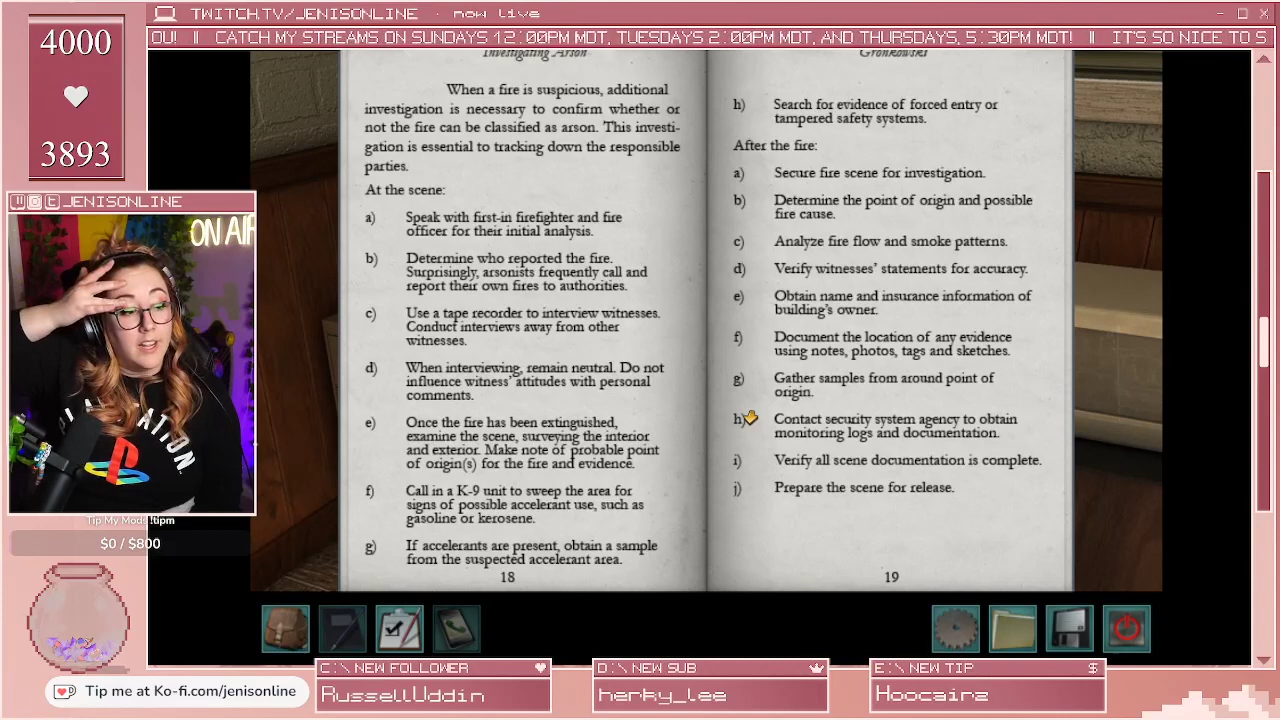 TWITCH.TV/JENISONLINE · now live
OU! || CATCH MY STREAMS ON SUNDAYS 12:00PM MDT, TUESDAYS 2:00PM MDT, AND THURSDAYS, 5:30PM MDT! || IT'S SO NICE TO S
4000
3893
JENISONLINE
ON AIR
Tip My Mods !tipm
$0 / $800
Tip me at Ko-fi.com/jenisonline
Investigating Arson
When a fire is suspicious, additional
investigation is necessary to confirm whether or
not the fire can be classified as arson. This investi-
gation is essential to tracking down the responsible
parties.
At the scene:
a) Speak with first-in firefighter and fire
officer for their initial analysis.
b) Determine who reported the fire.
Surprisingly, arsonists frequently call and
report their own fires to authorities.
c) Use a tape recorder to interview witnesses.
Conduct interviews away from other
witnesses.
d) When interviewing, remain neutral. Do not
influence witness' attitudes with personal
comments.
e) Once the fire has been extinguished,
examine the scene, surveying the interior
and exterior. Make note of probable point
of origin(s) for the fire and evidence.
f) Call in a K-9 unit to sweep the area for
signs of possible accelerant use, such as
gasoline or kerosene.
g) If accelerants are present, obtain a sample
from the suspected accelerant area.
18
Gronkowski
h) Search for evidence of forced entry or
tampered safety systems.
After the fire:
a) Secure fire scene for investigation.
b) Determine the point of origin and possible
fire cause.
c) Analyze fire flow and smoke patterns.
d) Verify witnesses' statements for accuracy.
e) Obtain name and insurance information of
building's owner.
f) Document the location of any evidence
using notes, photos, tags and sketches.
g) Gather samples from around point of
origin.
h) Contact security system agency to obtain
monitoring logs and documentation.
i) Verify all scene documentation is complete.
j) Prepare the scene for release.
19
C:\NEW FOLLOWER
RussellUddin
D:\NEW SUB
herky_lee
E:\NEW TIP $
Hoocairz